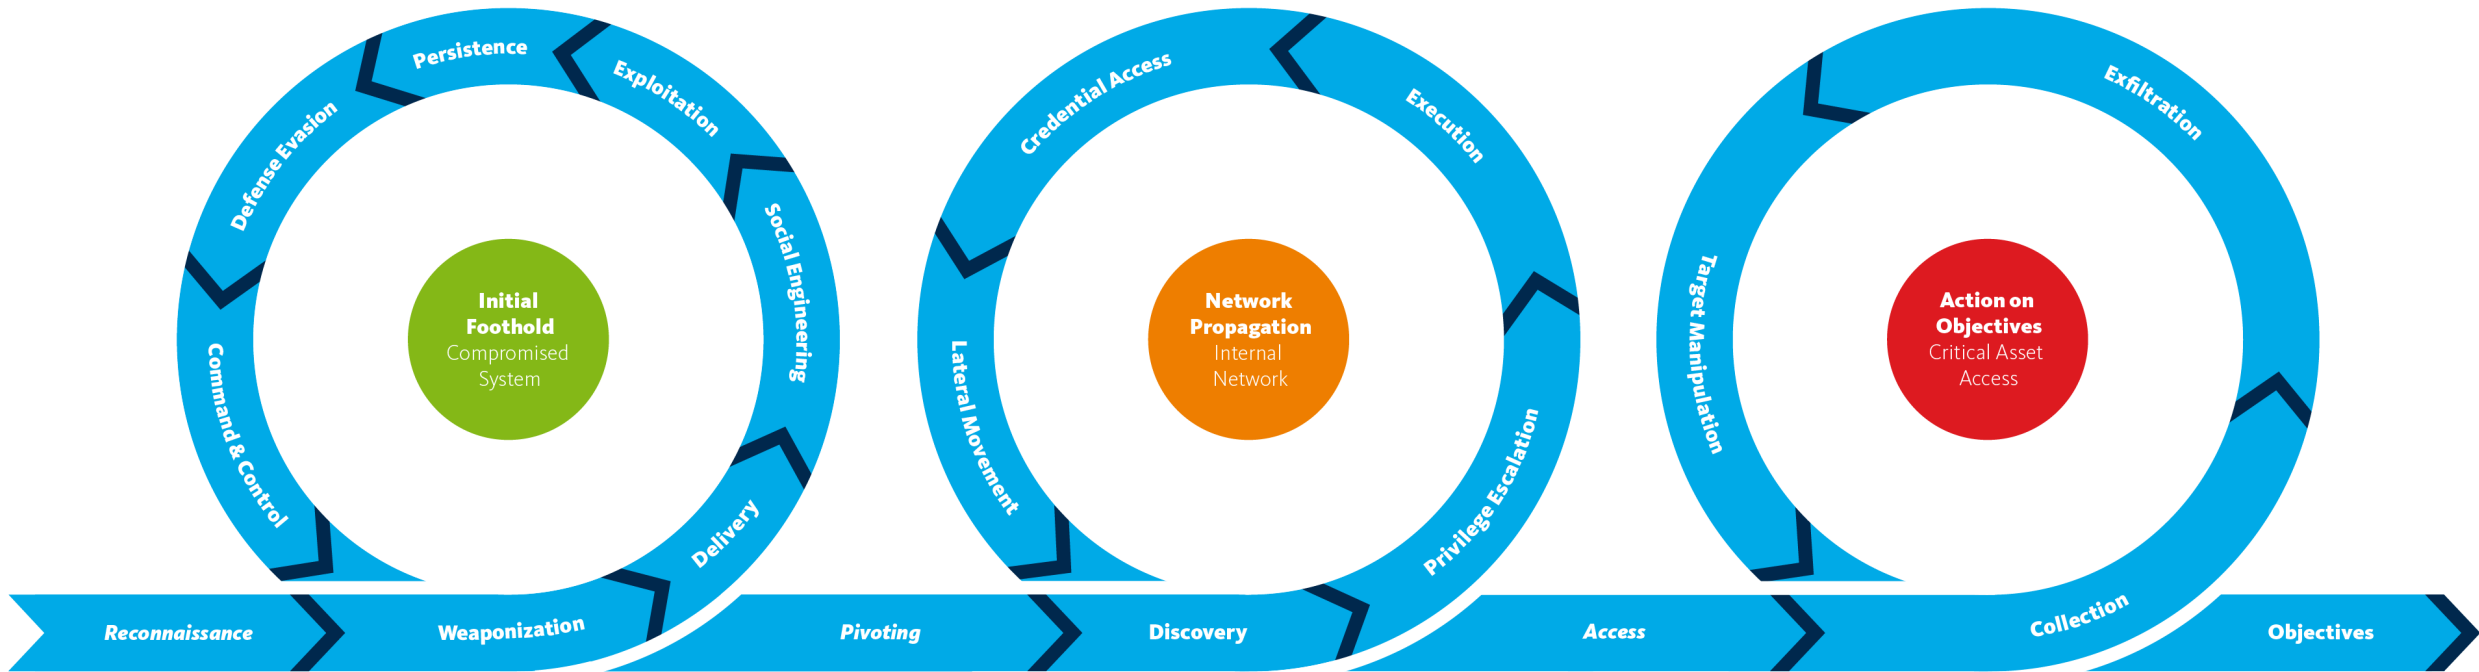 Reconnaissance
Weaponization
Delivery
Social Engineering
Exploitation
Persistence
Defense Evasion
Command & Control
Initial
Foothold
Compromised
System
Pivoting
Discovery
Privilege Escalation
Execution
Credential Access
Lateral Movement
Network
Propagation
Internal
Network
Access
Collection
Exfiltration
Target Manipulation
Action on
Objectives
Critical Asset
Access
Objectives